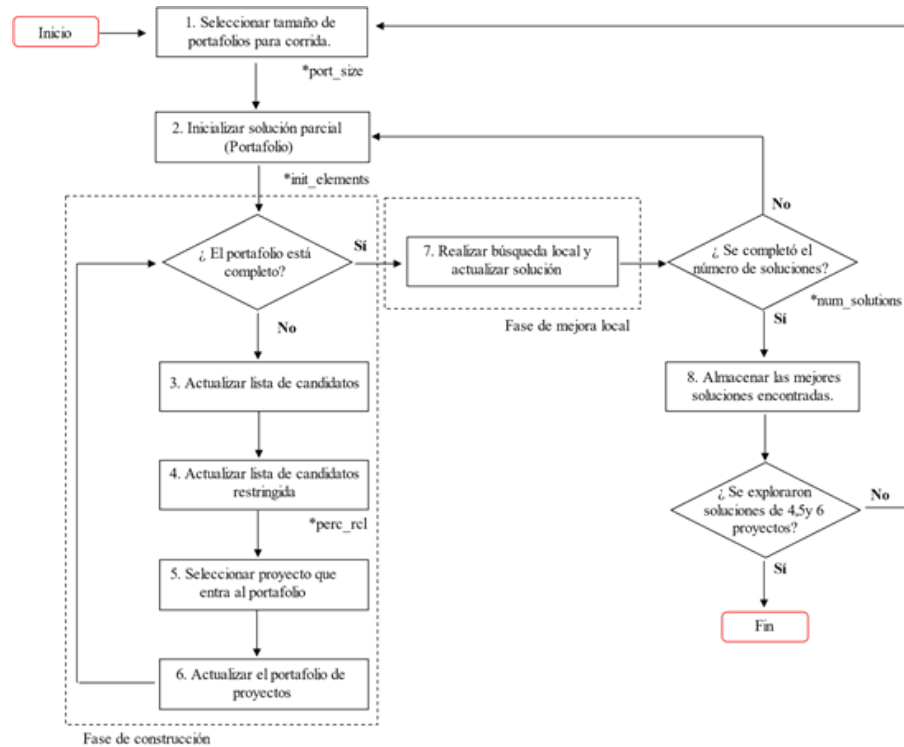 Inicio
1. Seleccionar tamaño de
portafolios para corrida.
*port_size
2. Inicializar solución parcial
(Portafolio)
*init_elements
¿ El portafolio está
completo?
Sí
No
3. Actualizar lista de candidatos
4. Actualizar lista de candidatos
restringida
*perc_rcl
5. Seleccionar proyecto que
entra al portafolio
6. Actualizar el portafolio de
proyectos
Fase de construcción
7. Realizar búsqueda local y
actualizar solución
Fase de mejora local
No
¿ Se completó el
número de soluciones?
*num_solutions
Sí
8. Almacenar las mejores
soluciones encontradas.
¿ Se exploraron
soluciones de 4,5y 6
proyectos?
No
Sí
Fin